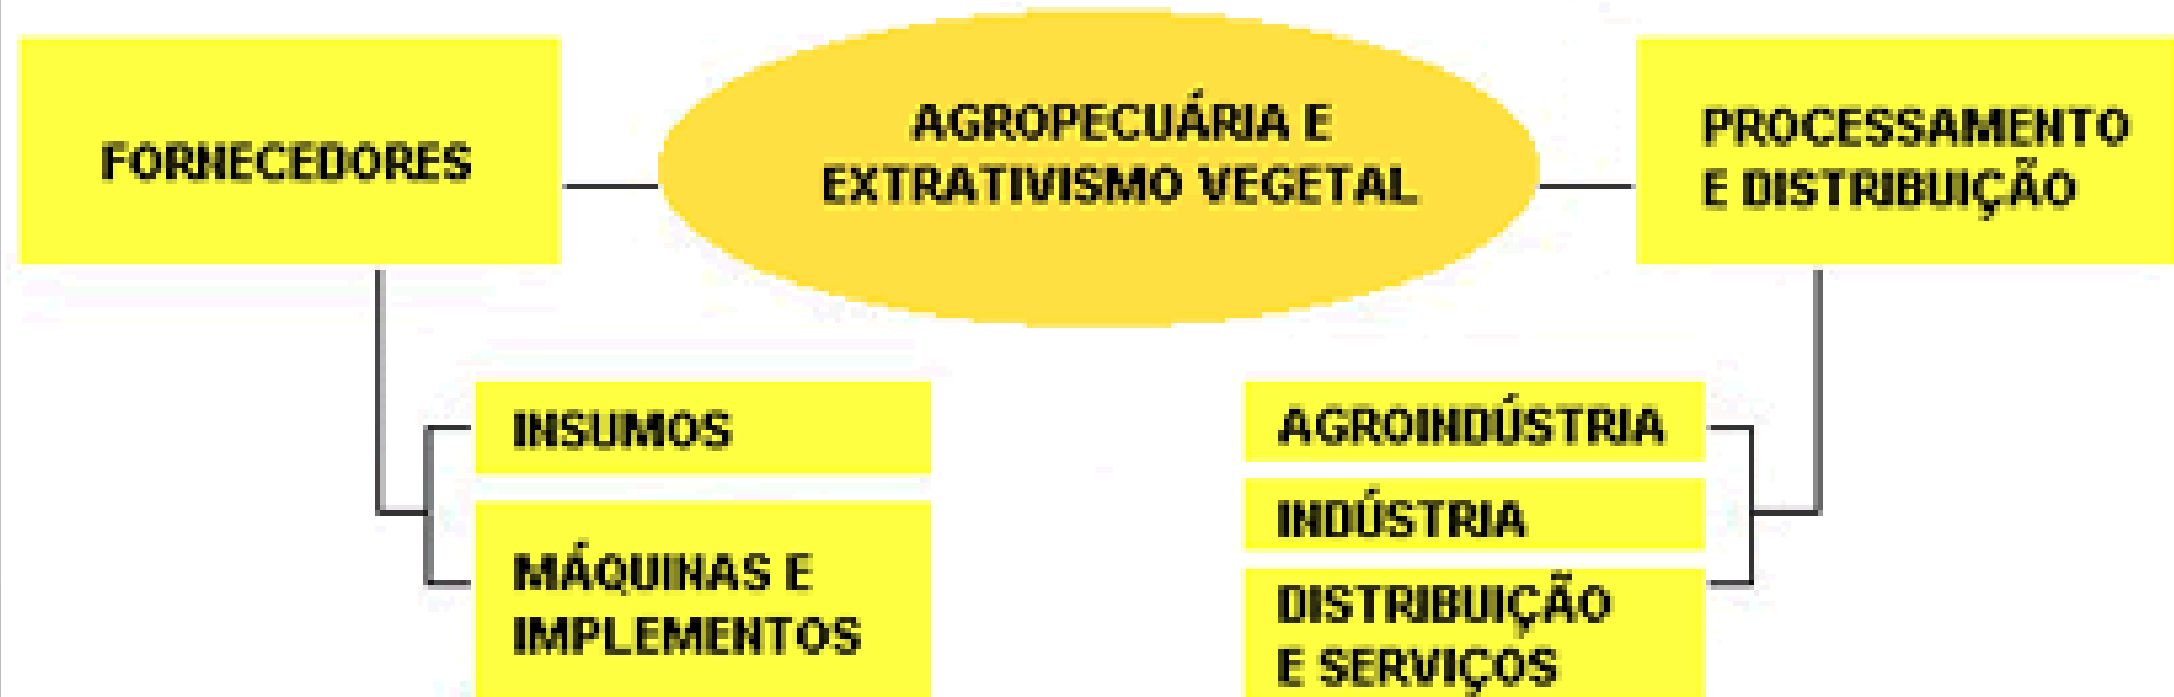 FORNECEDORES
AGROPECUÁRIA E
EXTRATIVISMO VEGETAL
PROCESSAMENTO
E DISTRIBUIÇÃO
INSUMOS
MÁQUINAS E
IMPLEMENTOS
AGROINDÚSTRIA
INDÚSTRIA
DISTRIBUIÇÃO
E SERVIÇOS